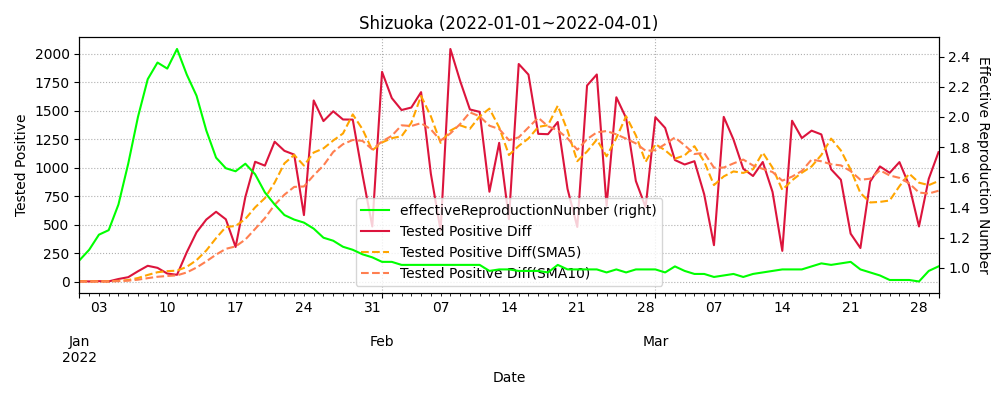 Shizuoka (2022-01-01~2022-04-01)
Tested Positive
2000
1750
1500
1250
1000
750
500
250
0
2.4
2.2
2.0
1.8
1.6
1.4
1.2
1.0
Effective Reproduction Number
effectiveReproductionNumber (right)
Tested Positive Diff
Tested Positive Diff(SMA5)
Tested Positive Diff(SMA10)
03 10 17 24 31 07 14 21 28 07 14 21 28
Jan Feb Mar
2022
Date